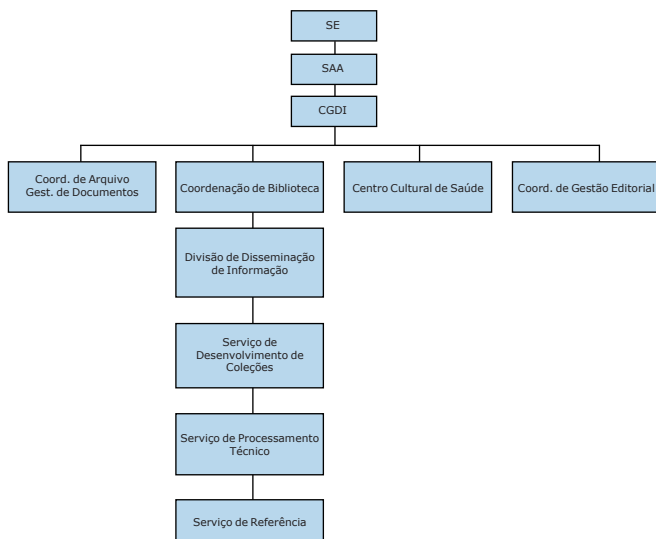 SE
SAA
CGDI
Coord. de Arquivo
Gest. de Documentos
Coordenação de Biblioteca
Centro Cultural de Saúde
Coord. de Gestão Editorial
Divisão de Disseminação
de Informação
Serviço de
Desenvolvimento de
Coleções
Serviço de Processamento
Técnico
Serviço de Referência